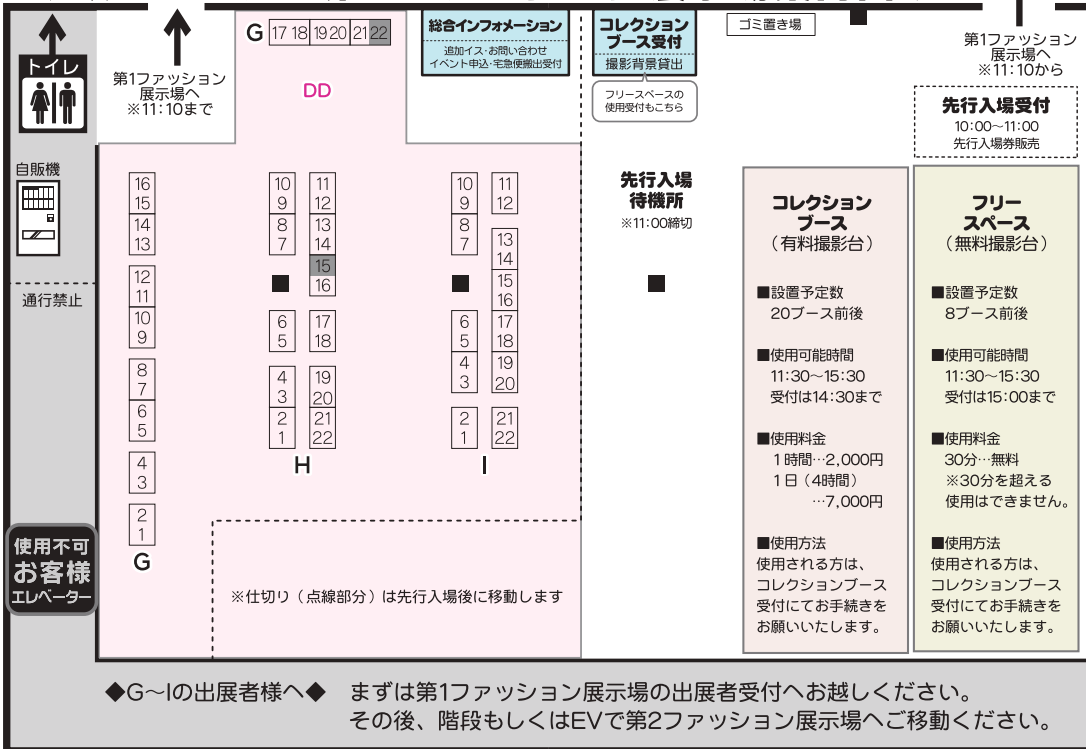 トイレ
第1ファッション
展示場へ
※11:10まで
G 17 18 19 20 21 22
DD
総合インフォメーション
追加イス・お問い合わせ
イベント申込・宅急便搬出受付
コレクション
ブース受付
撮影背景貸出
フリースペースの
使用受付もこちら
ゴミ置き場
第1ファッション
展示場へ
※11:10から
先行入場受付
10:00〜11:00
先行入場券販売
自販機
通行禁止
16
15
14
13
12
11
10
9
8
7
6
5
4
3
2
1
G
10
9
8
7
6
5
4
3
2
1
11
12
13
14
15
16
17
18
19
20
21
22
H
10
9
8
7
6
5
4
3
2
1
11
12
13
14
15
16
17
18
19
20
21
22
I
先行入場
待機所
※11:00締切
コレクション
ブース
（有料撮影台）
■設置予定数
20ブース前後
■使用可能時間
11:30〜15:30
受付は14:30まで
■使用料金
1時間…2,000円
1日（4時間）
…7,000円
■使用方法
使用される方は、
コレクションブース
受付にてお手続きを
お願いいたします。
フリー
スペース
（無料撮影台）
■設置予定数
8ブース前後
■使用可能時間
11:30〜15:30
受付は15:00まで
■使用料金
30分…無料
※30分を超える
使用はできません。
■使用方法
使用される方は、
コレクションブース
受付にてお手続きを
お願いいたします。
使用不可
お客様
エレベーター
※仕切り（点線部分）は先行入場後に移動します
◆G〜Iの出展者様へ◆ まずは第1ファッション展示場の出展者受付へお越しください。
その後、階段もしくはEVで第2ファッション展示場へご移動ください。